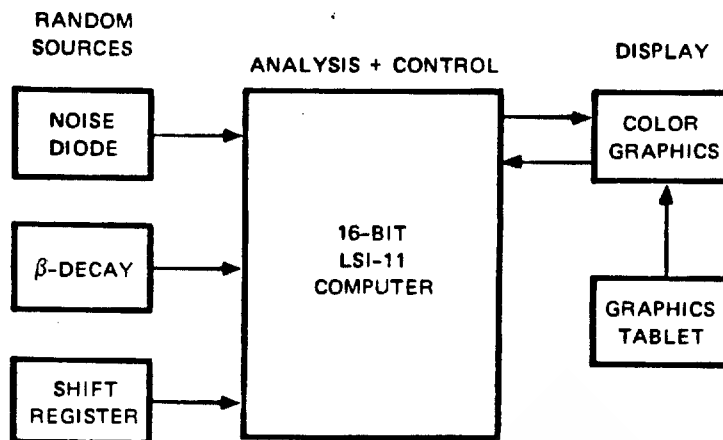 RANDOM
SOURCES
ANALYSIS + CONTROL
DISPLAY
NOISE
DIODE
β-DECAY
SHIFT
REGISTER
16-BIT
LSI-11
COMPUTER
COLOR
GRAPHICS
GRAPHICS
TABLET